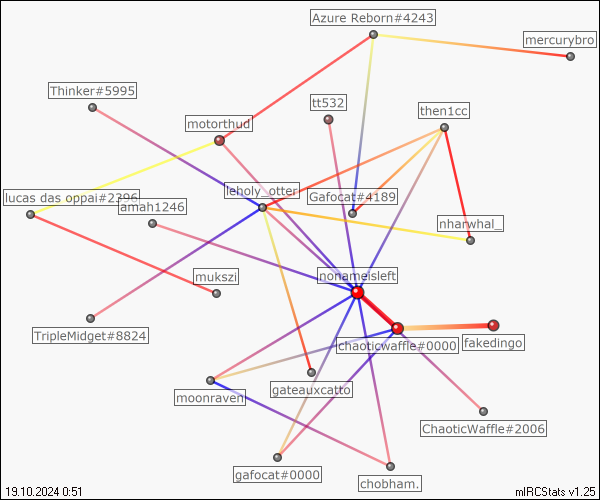 Azure Reborn#4243
mercurybro
Thinker#5995
tt532
then1cc
motorthud
leholy_otter
Gafocat#4189
lucas das oppai#2396
amah1246
nharwhal_
nonameisleft
mukszi
TripleMidget#8824
chaoticwaffle#0000
fakedingo
moonraven
gateauxcatto
ChaoticWaffle#2006
gafocat#0000
chobham.
19.10.2024 0:51
mIRCStats v1.25